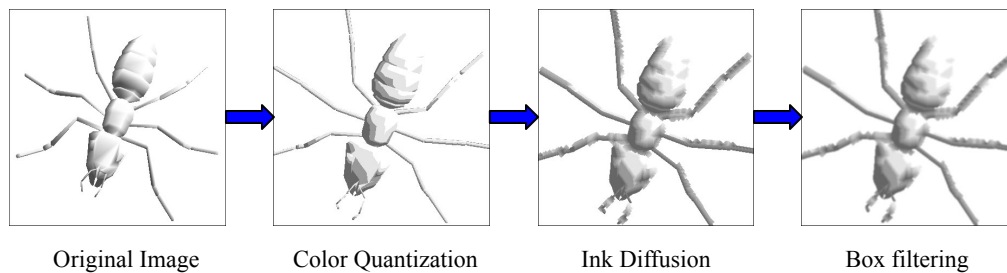 Original Image
Color Quantization
Ink Diffusion
Box filtering